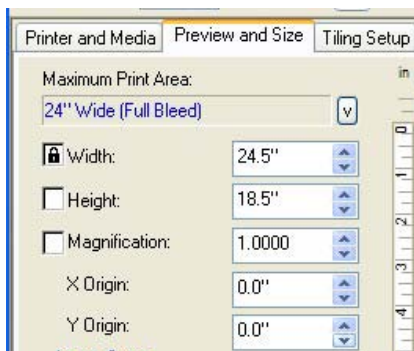 Printer and Media Preview and Size Tiling Setup
Maximum Print Area: in
24" Wide (Full Bleed) v
0
Width: 24.5"
1
Height: 18.5"
2
Magnification: 1.0000
3
X Origin: 0.0"
4
Y Origin: 0.0"